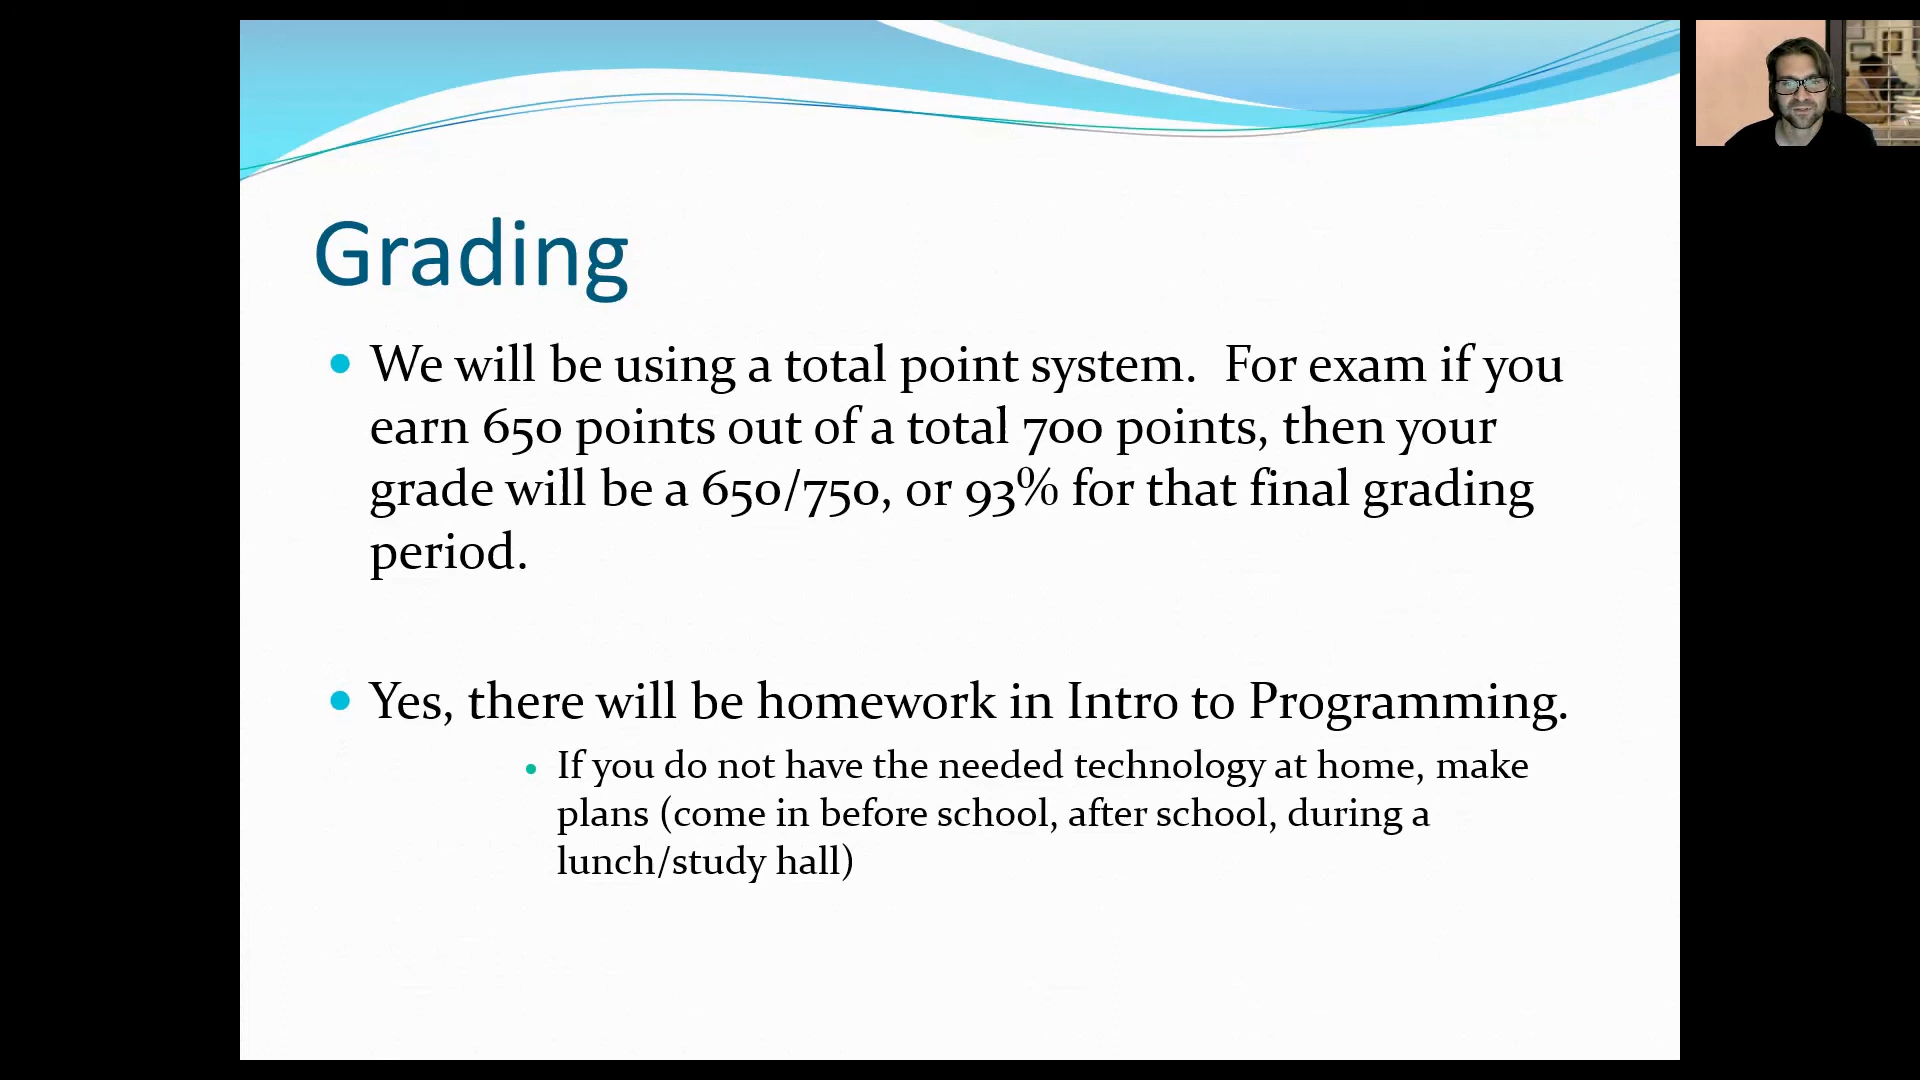 Grading
We will be using a total point system.  For exam if you
earn 650 points out of a total 700 points, then your
grade will be a 650/750, or 93% for that final grading
period.
Yes, there will be homework in Intro to Programming.
If you do not have the needed technology at home, make
plans (come in before school, after school, during a
lunch/study hall)